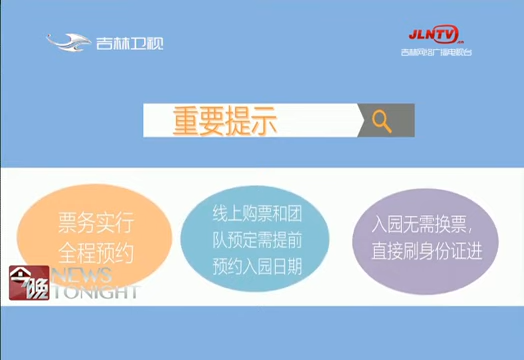 吉林卫视
JLNTV
吉林网络广播电视台
重要提示
票务实行
全程预约
线上购票和团
队预定需提前
预约入园日期
入园无需换票，
直接刷身份证进
今晚
NEWS
TONIGHT